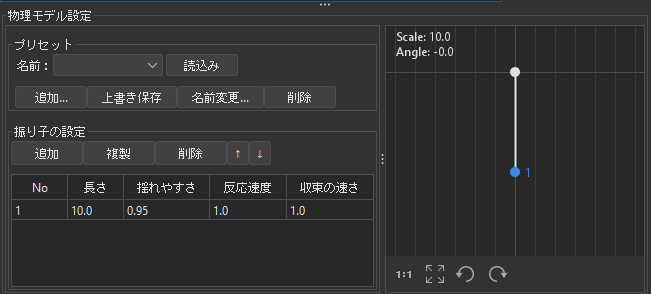 物理モデル設定
プリセット
名前：
読込み
追加... 上書き保存 名前変更... 削除
振り子の設定
追加 複製 削除 ↑ ↓
No 長さ 揺れやすさ 反応速度 収束の速さ
1 10.0 0.95 1.0 1.0
Scale: 10.0
Angle: -0.0
1
1:1